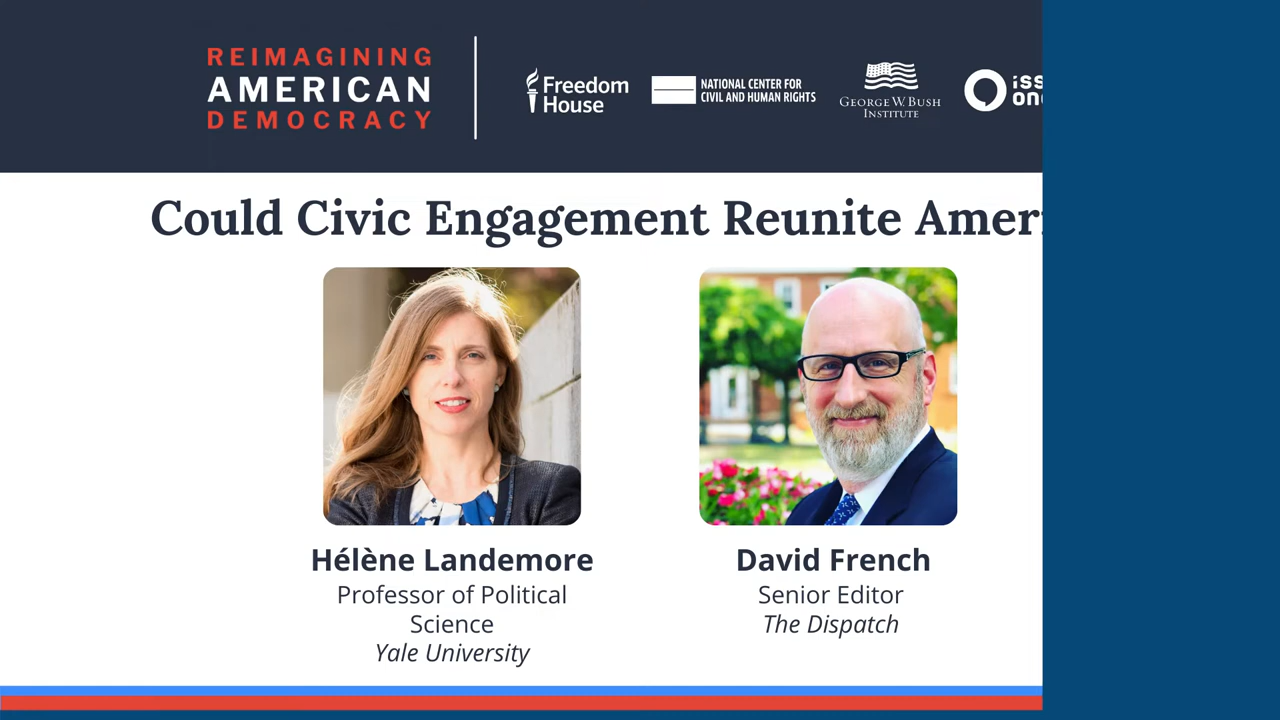 REIMAGINING
AMERICAN
DEMOCRACY
Freedom
House
NATIONAL CENTER FOR
CIVIL AND HUMAN RIGHTS
GEORGE W. BUSH
INSTITUTE
Could Civic Engagement Reunite
Hélène Landemore
Professor of Political
Science
Yale University
David French
Senior Editor
The Dispatch